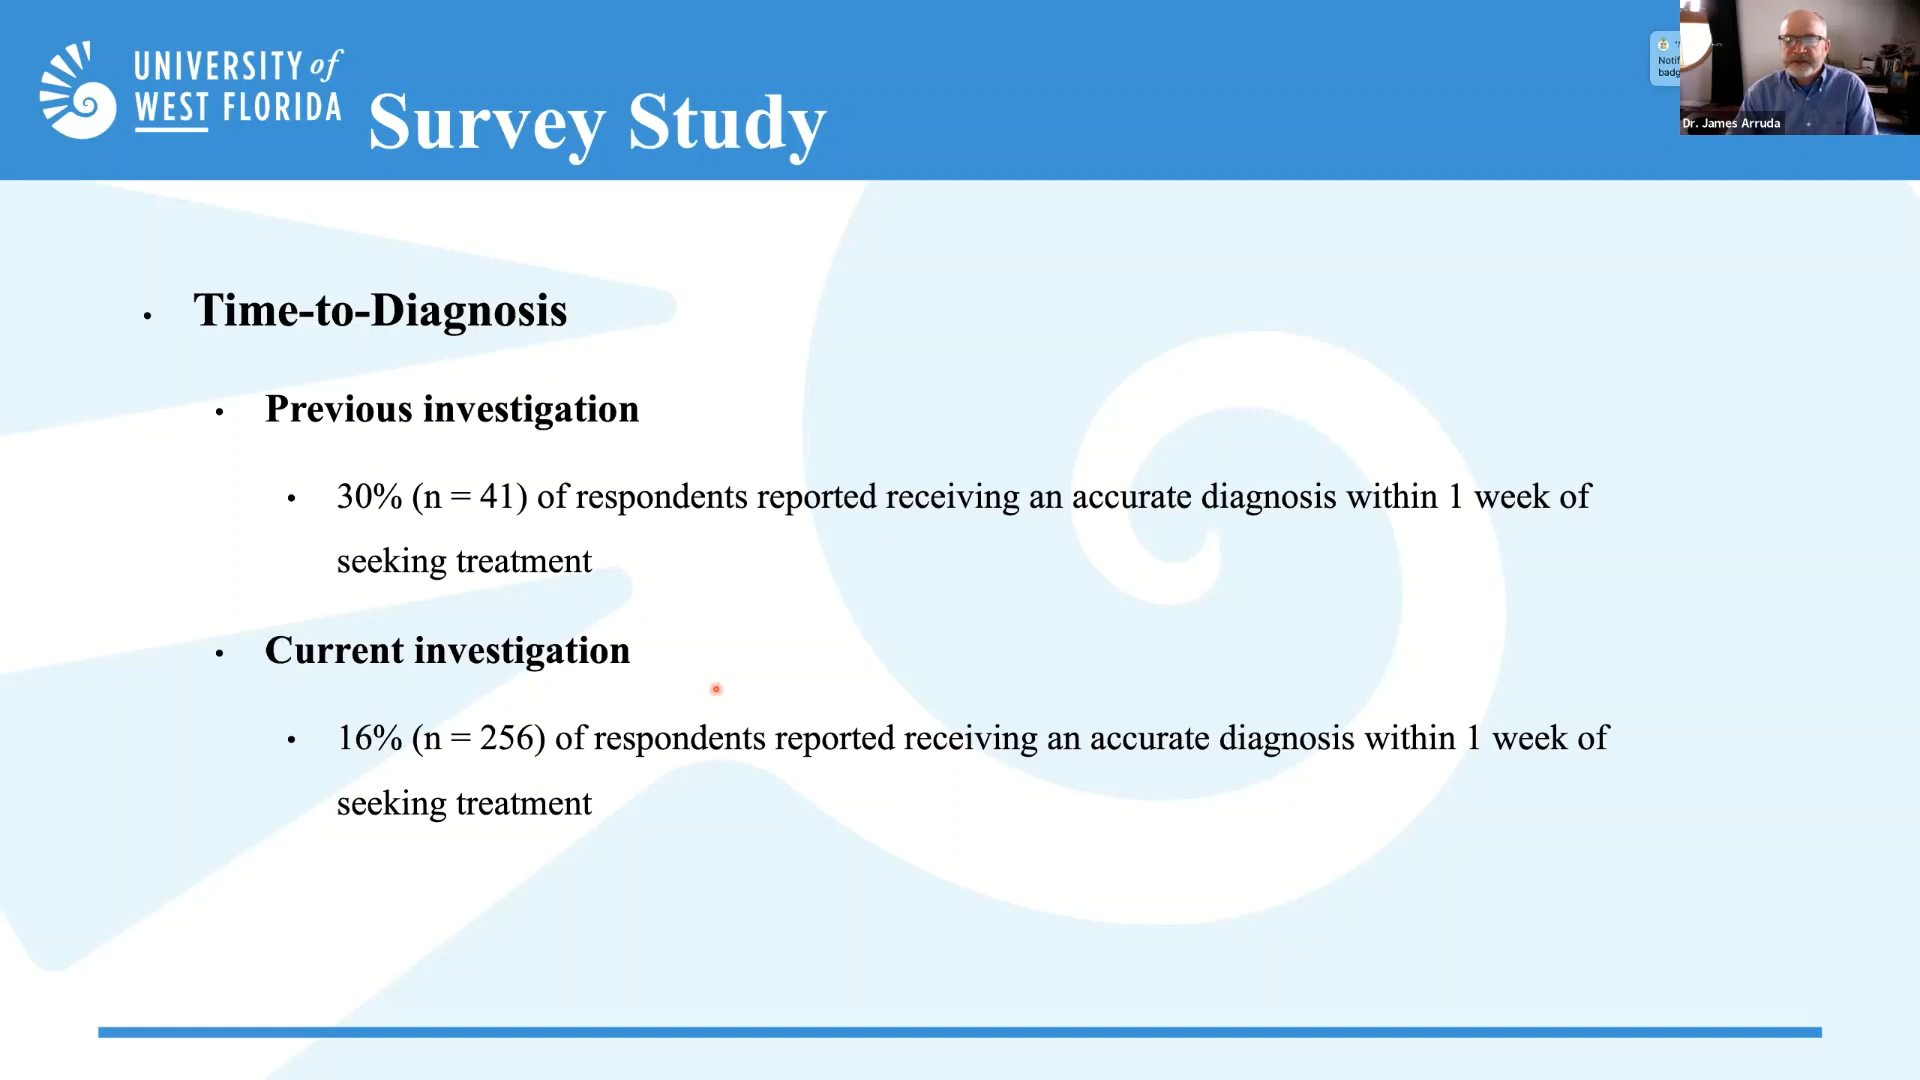 UNIVERSITY of
WEST FLORIDA
Survey Study
Notif
badg
Dr. James Arruda
• Time-to-Diagnosis
• Previous investigation
• 30% (n = 41) of respondents reported receiving an accurate diagnosis within 1 week of
seeking treatment
• Current investigation
• 16% (n = 256) of respondents reported receiving an accurate diagnosis within 1 week of
seeking treatment